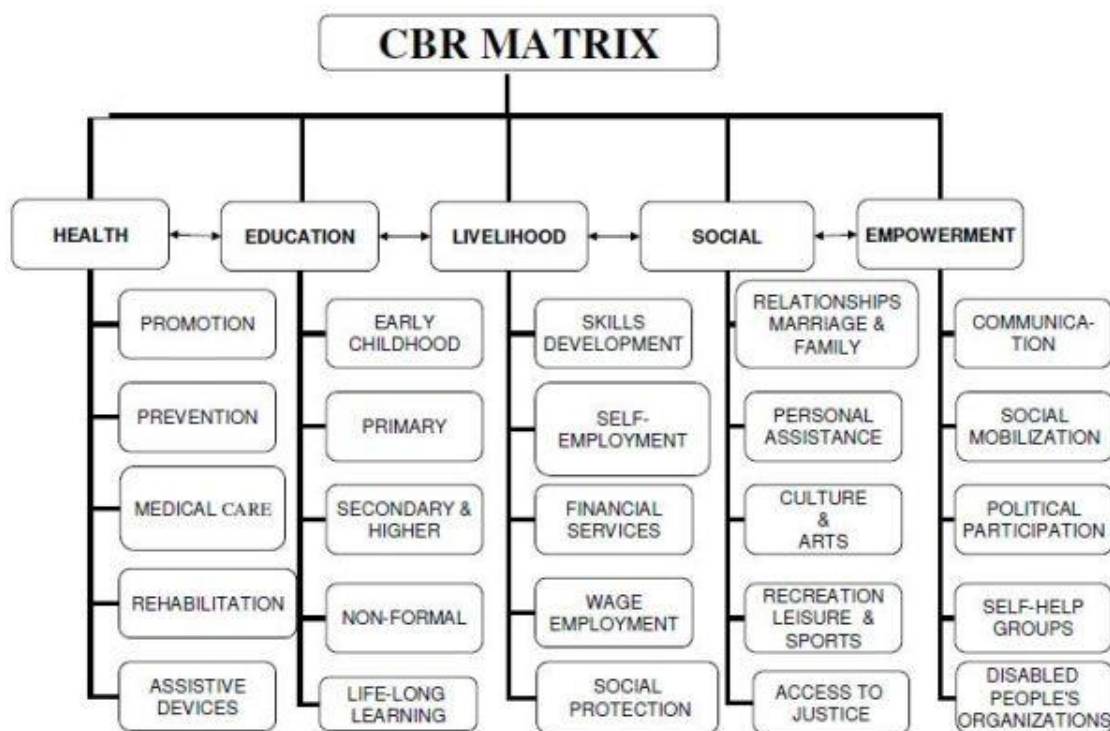 CBR MATRIX
HEALTH
EDUCATION
LIVELIHOOD
SOCIAL
EMPOWERMENT
PROMOTION
PREVENTION
MEDICAL CARE
REHABILITATION
ASSISTIVE
DEVICES
EARLY
CHILDHOOD
PRIMARY
SECONDARY &
HIGHER
NON-FORMAL
LIFE-LONG
LEARNING
SKILLS
DEVELOPMENT
SELF-
EMPLOYMENT
FINANCIAL
SERVICES
WAGE
EMPLOYMENT
SOCIAL
PROTECTION
RELATIONSHIPS
MARRIAGE &
FAMILY
PERSONAL
ASSISTANCE
CULTURE
&
ARTS
RECREATION
LEISURE &
SPORTS
ACCESS TO
JUSTICE
COMMUNICA-
TION
SOCIAL
MOBILIZATION
POLITICAL
PARTICIPATION
SELF-HELP
GROUPS
DISABLED
PEOPLE'S
ORGANIZATIONS